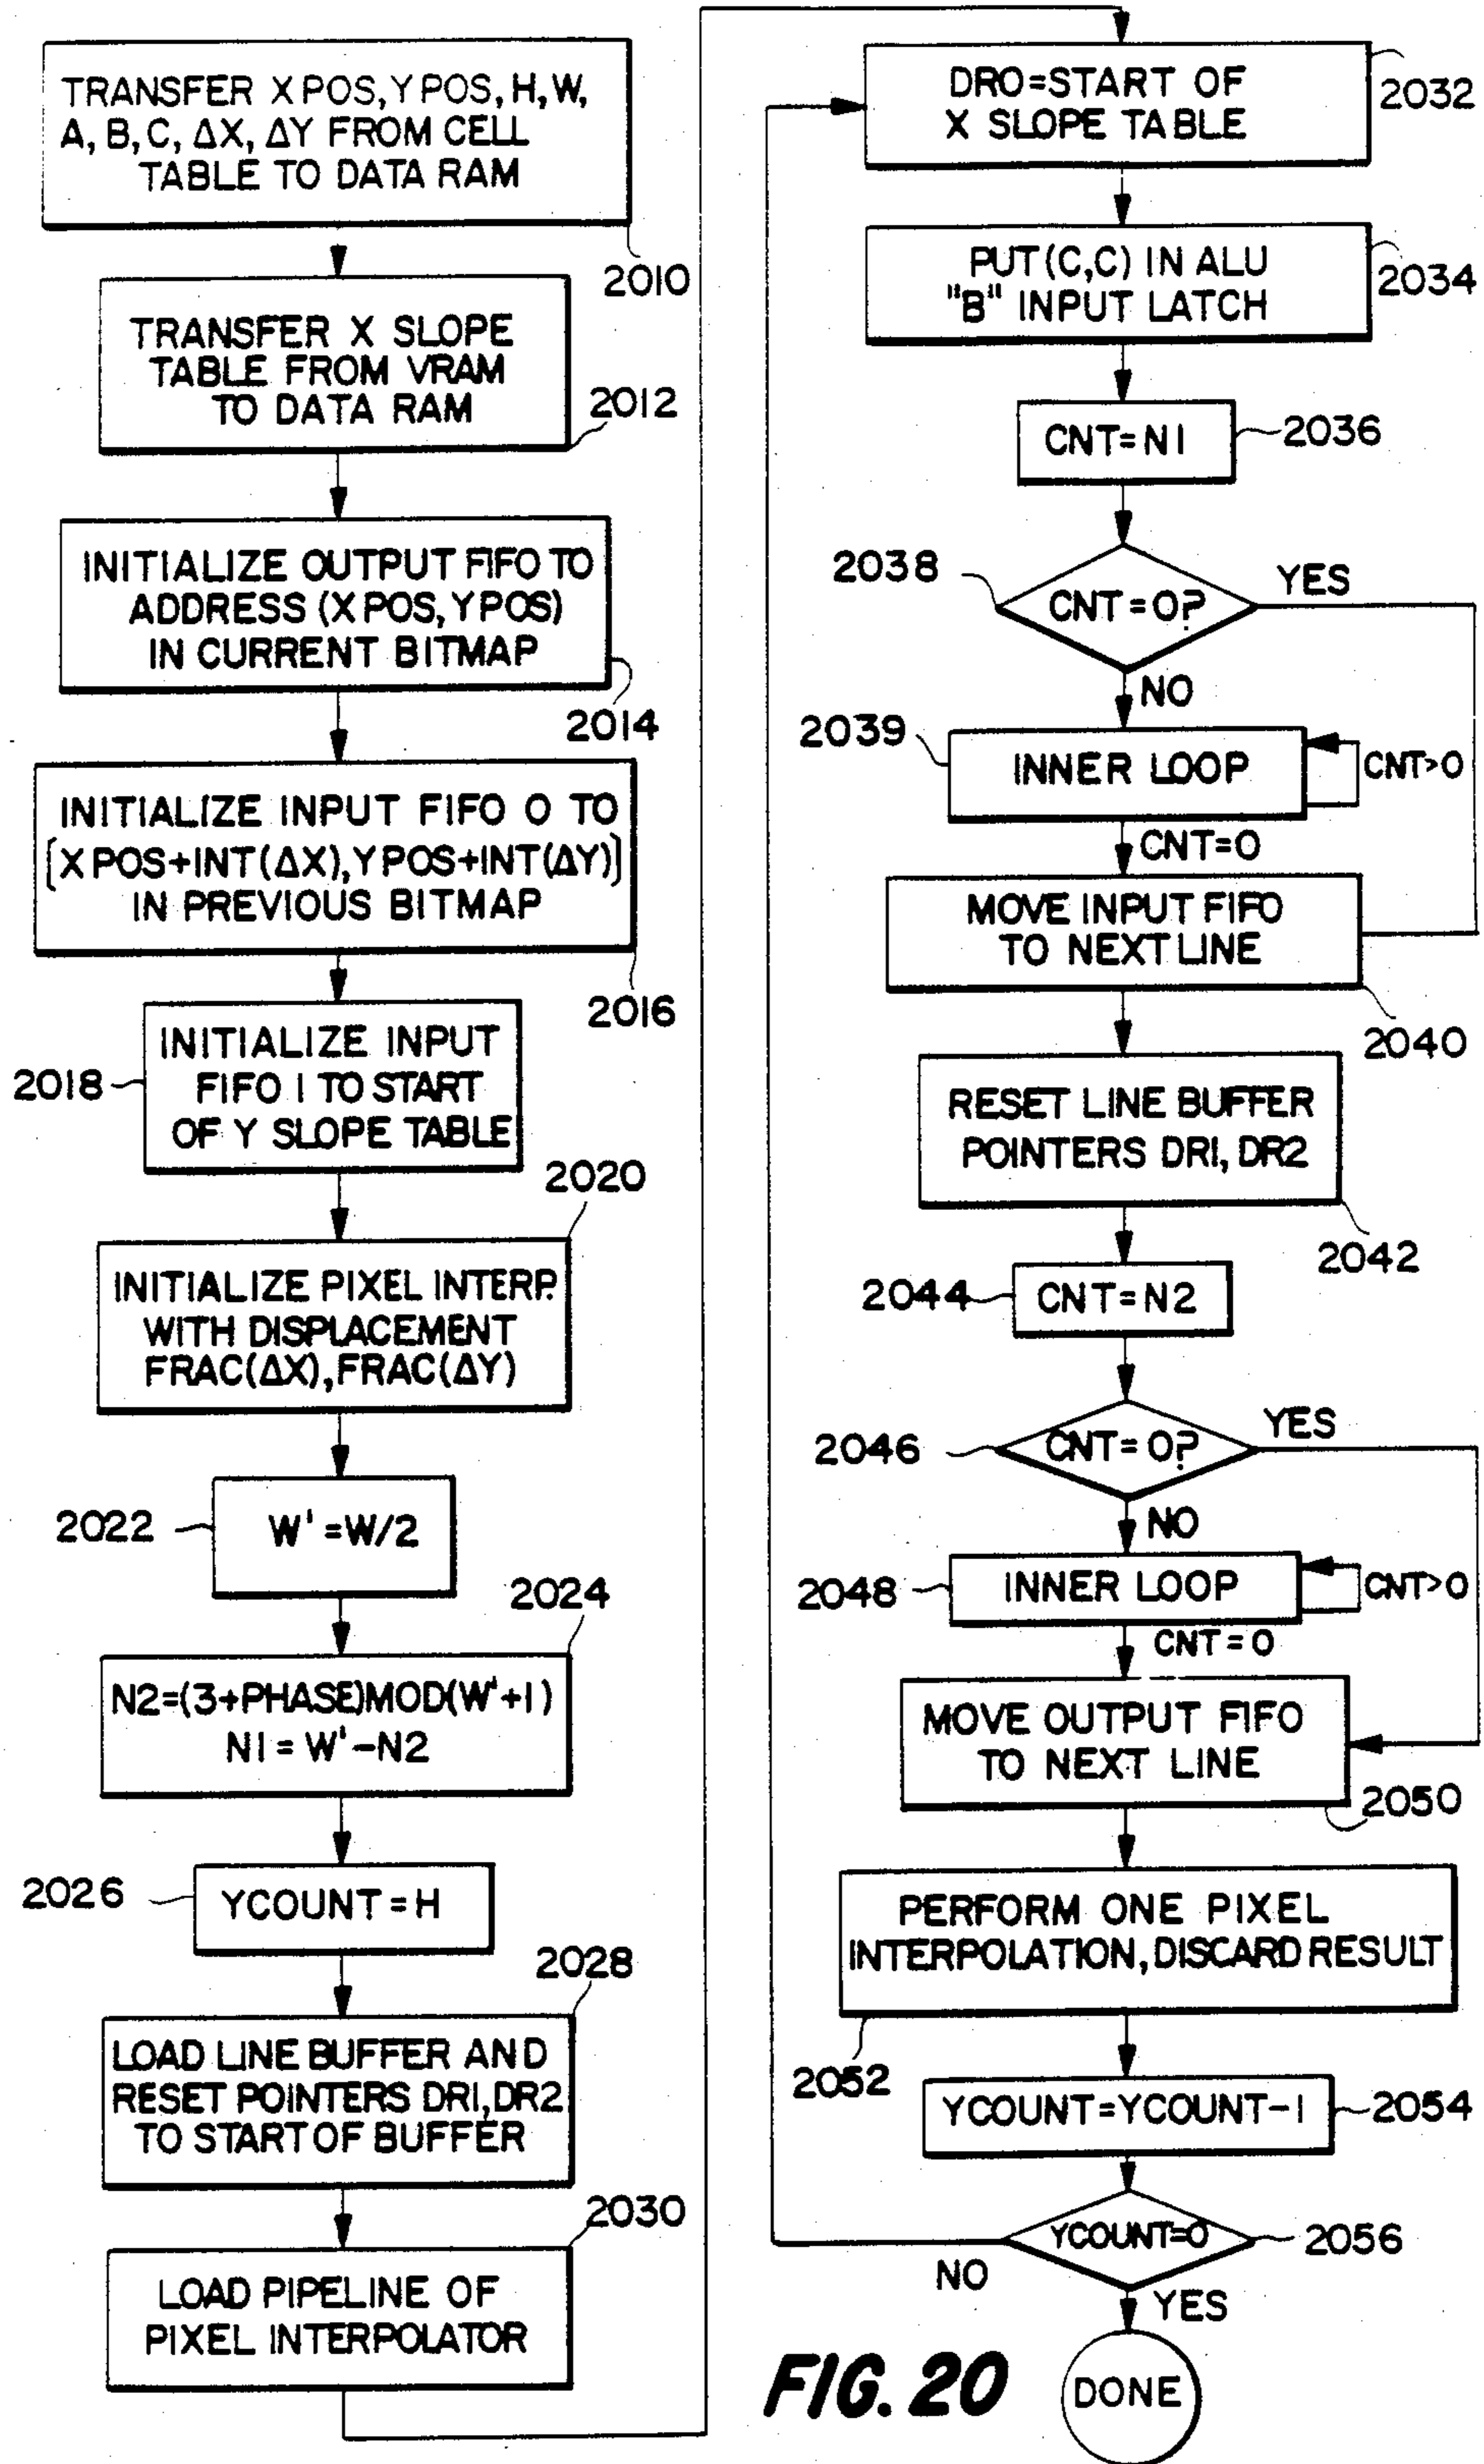 TRANSFER X POS, Y POS, H, W,
A, B, C, ΔX, ΔY FROM CELL
TABLE TO DATA RAM
2010
TRANSFER X SLOPE
TABLE FROM VRAM
TO DATA RAM
2012
INITIALIZE OUTPUT FIFO TO
ADDRESS (X POS, Y POS)
IN CURRENT BITMAP
2014
INITIALIZE INPUT FIFO 0 TO
[X POS+INT(ΔX), Y POS+INT(ΔY)]
IN PREVIOUS BITMAP
2016
INITIALIZE INPUT
FIFO 1 TO START
OF Y SLOPE TABLE
2018
2020
INITIALIZE PIXEL INTERP.
WITH DISPLACEMENT
FRAC(ΔX), FRAC(ΔY)
2022
W' = W/2
2024
N2=(3+PHASE)MOD(W'+1)
N1 = W'-N2
2026
YCOUNT = H
2028
LOAD LINE BUFFER AND
RESET POINTERS DR1, DR2
TO START OF BUFFER
2030
LOAD PIPELINE OF
PIXEL INTERPOLATOR
DR0=START OF
X SLOPE TABLE
2032
PUT (C,C) IN ALU
"B" INPUT LATCH
2034
CNT=N1
2036
2038
CNT = 0?
YES
NO
2039
INNER LOOP
CNT>0
CNT=0
MOVE INPUT FIFO
TO NEXT LINE
2040
RESET LINE BUFFER
POINTERS DR1, DR2
2042
2044
CNT=N2
2046
CNT = 0?
YES
NO
2048
INNER LOOP
CNT>0
CNT = 0
MOVE OUTPUT FIFO
TO NEXT LINE
2050
PERFORM ONE PIXEL
INTERPOLATION, DISCARD RESULT
2052
YCOUNT=YCOUNT-1
2054
YCOUNT=0
2056
NO
YES
DONE
FIG. 20